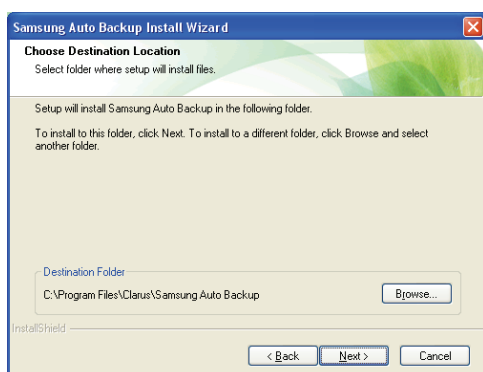 Samsung Auto Backup Install Wizard
Choose Destination Location
Select folder where setup will install files.
Setup will install Samsung Auto Backup in the following folder.
To install to this folder, click Next. To install to a different folder, click Browse and select
another folder.
Destination Folder
C:\Program Files\Clarus\Samsung Auto Backup
Browse...
InstallShield
< Back
Next >
Cancel